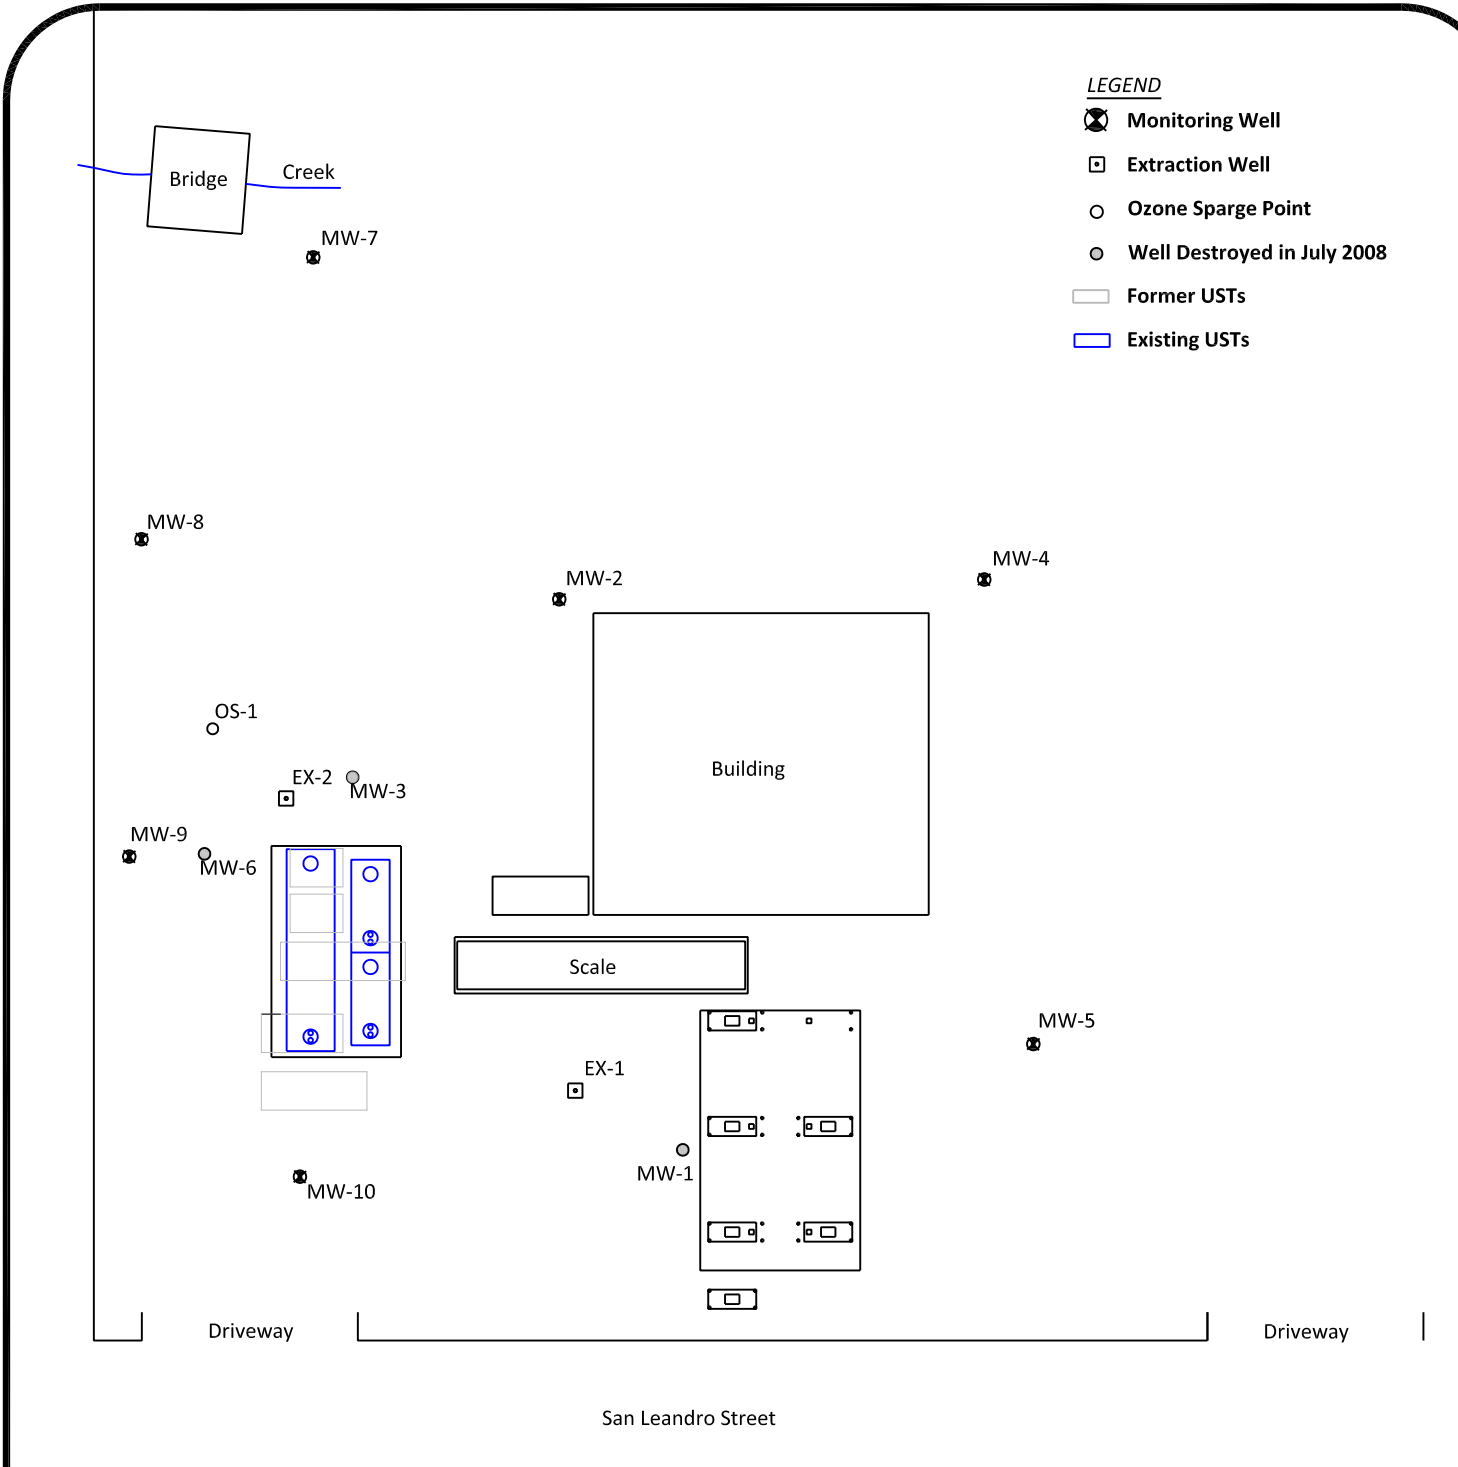 LEGEND
Monitoring Well
Extraction Well
Ozone Sparge Point
Well Destroyed in July 2008
Former USTs
Existing USTs
Bridge
Creek
MW-7
MW-8
MW-2
MW-4
OS-1
EX-2
MW-3
Building
MW-9
MW-6
Scale
MW-5
EX-1
MW-1
MW-10
Driveway
Driveway
San Leandro Street